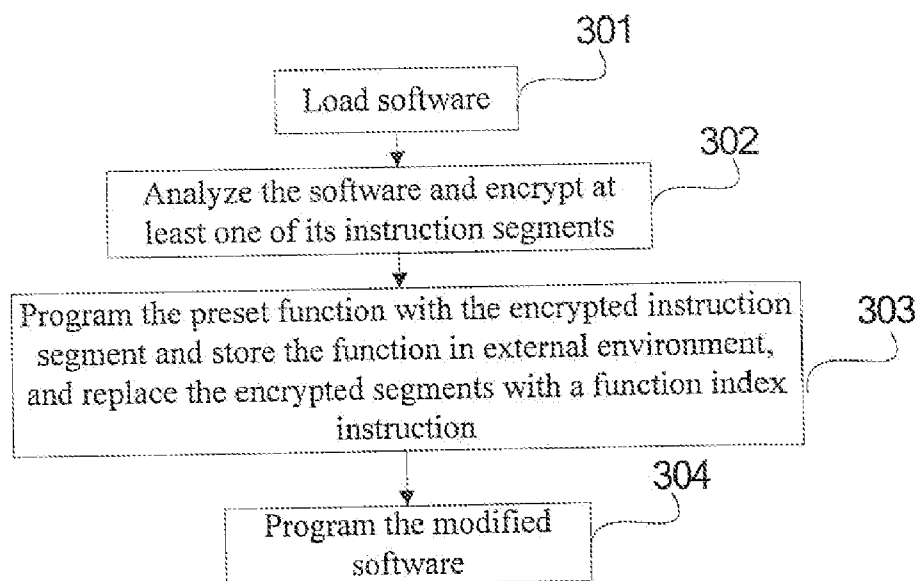 301
Load software
302
Analyze the software and encrypt at
least one of its instruction segments
303
Program the preset function with the encrypted instruction
segment and store the function in external environment,
and replace the encrypted segments with a function index
instruction
304
Program the modified
software